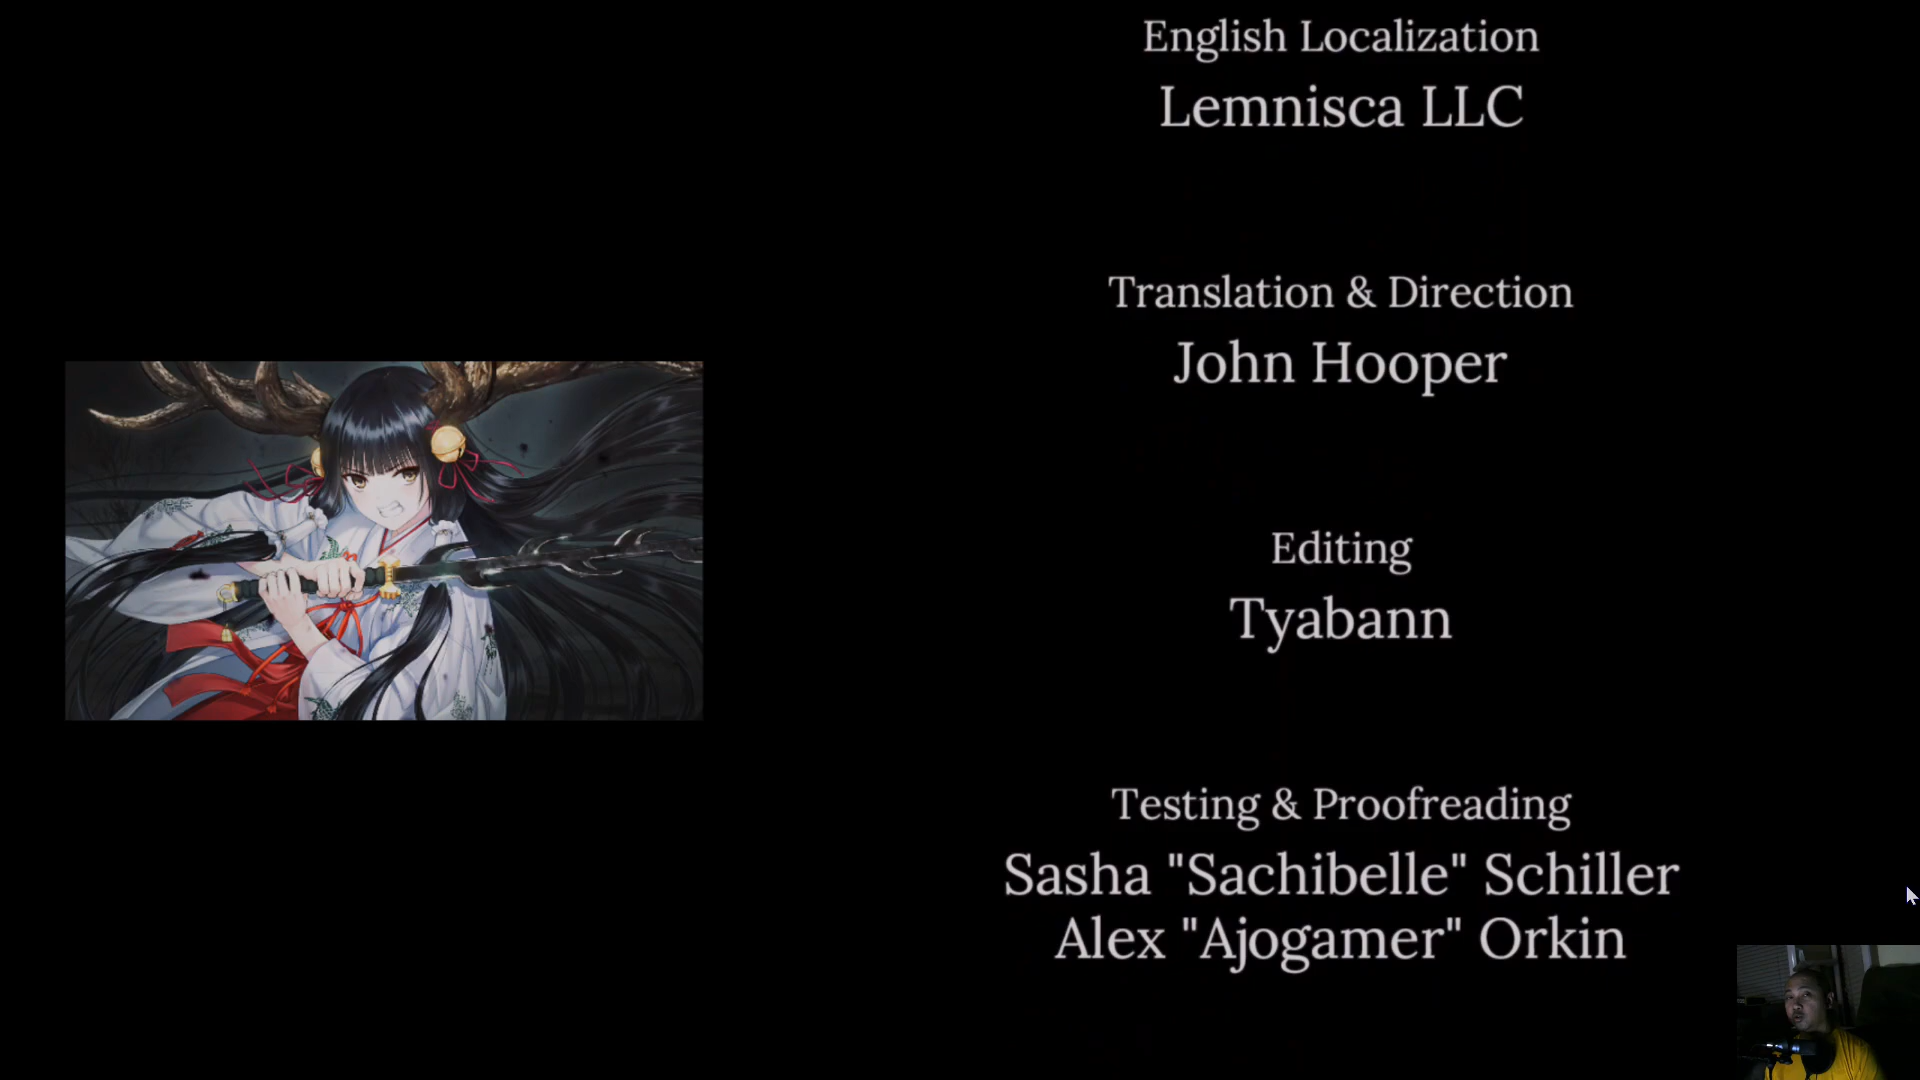 English Localization
Lemnisca LLC
Translation & Direction
John Hooper
Editing
Tyabann
Testing & Proofreading
Sasha "Sachibelle" Schiller
Alex "Ajogamer" Orkin